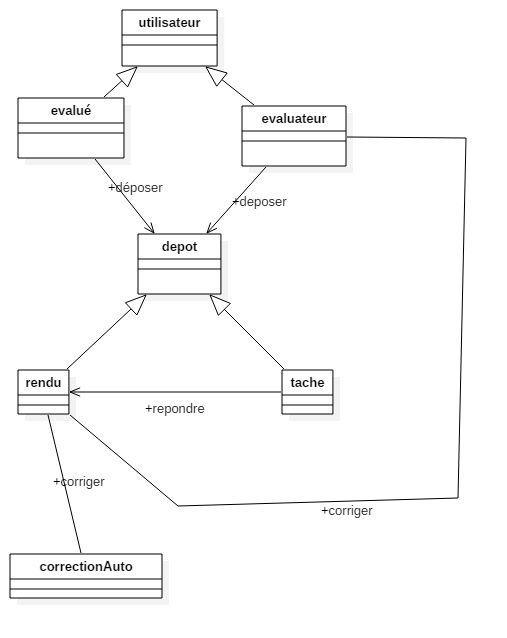 utilisateur
evalué
evaluateur
+déposer
+deposer
depot
rendu
tache
+repondre
+corriger
+corriger
correctionAuto